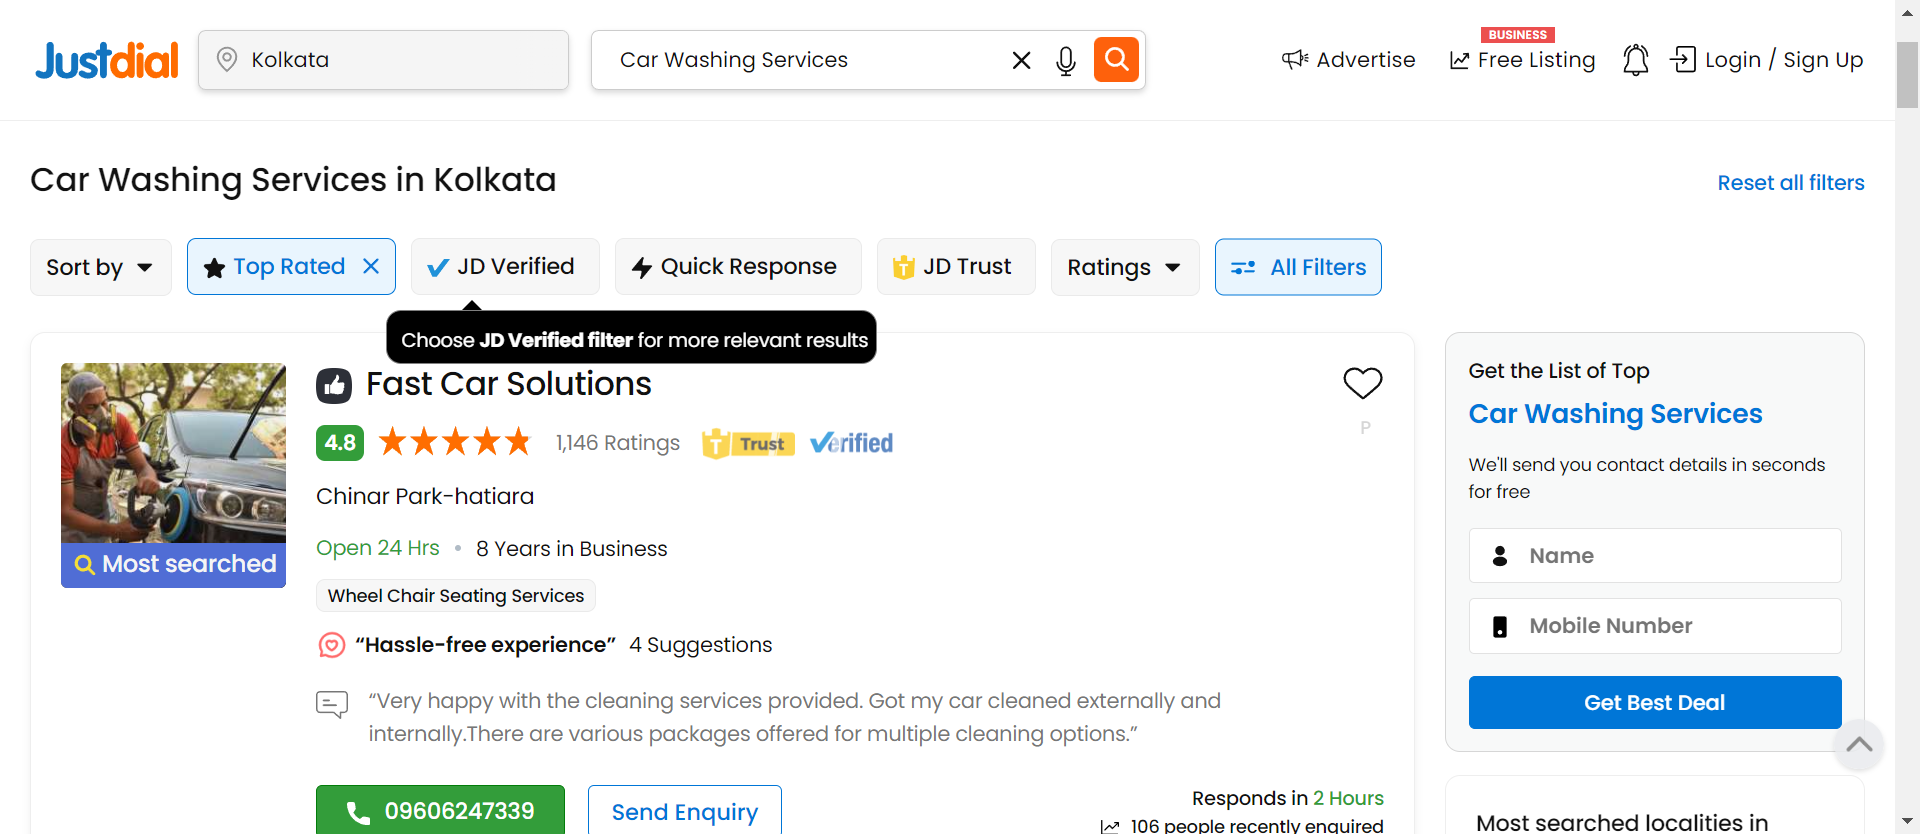 Justdial
Kolkata
Car Washing Services
Advertise
BUSINESS
Free Listing
Login / Sign Up
Car Washing Services in Kolkata
Reset all filters
Sort by
Top Rated
JD Verified
Quick Response
T JD Trust
Ratings
All Filters
Choose JD Verified filter for more relevant results
Fast Car Solutions
4.8
1,146 Ratings
T Trust
Verified
P
Chinar Park-hatiara
Open 24 Hrs • 8 Years in Business
Wheel Chair Seating Services
“Hassle-free experience” 4 Suggestions
“Very happy with the cleaning services provided. Got my car cleaned externally and
internally.There are various packages offered for multiple cleaning options.”
Most searched
09606247339
Send Enquiry
Responds in 2 Hours
106 people recently enquired
Get the List of Top
Car Washing Services
We'll send you contact details in seconds
for free
Name
Mobile Number
Get Best Deal
Most searched localities in